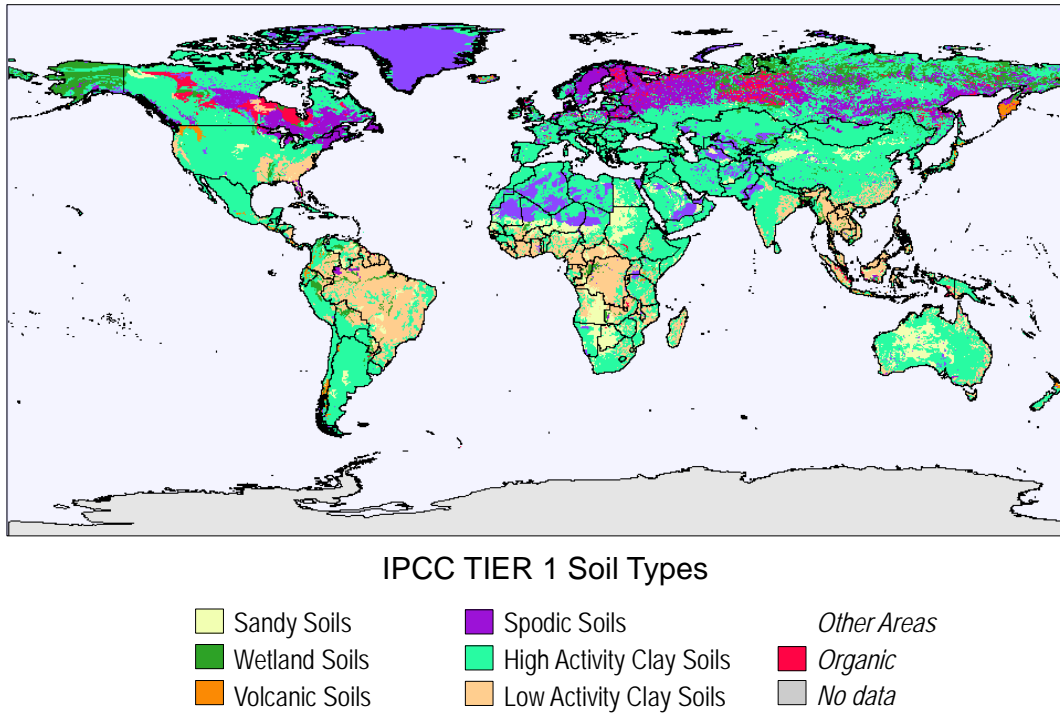 IPCC TIER 1 Soil Types
Sandy Soils
Spodic Soils
Other Areas
Wetland Soils
High Activity Clay Soils
Organic
Volcanic Soils
Low Activity Clay Soils
No data